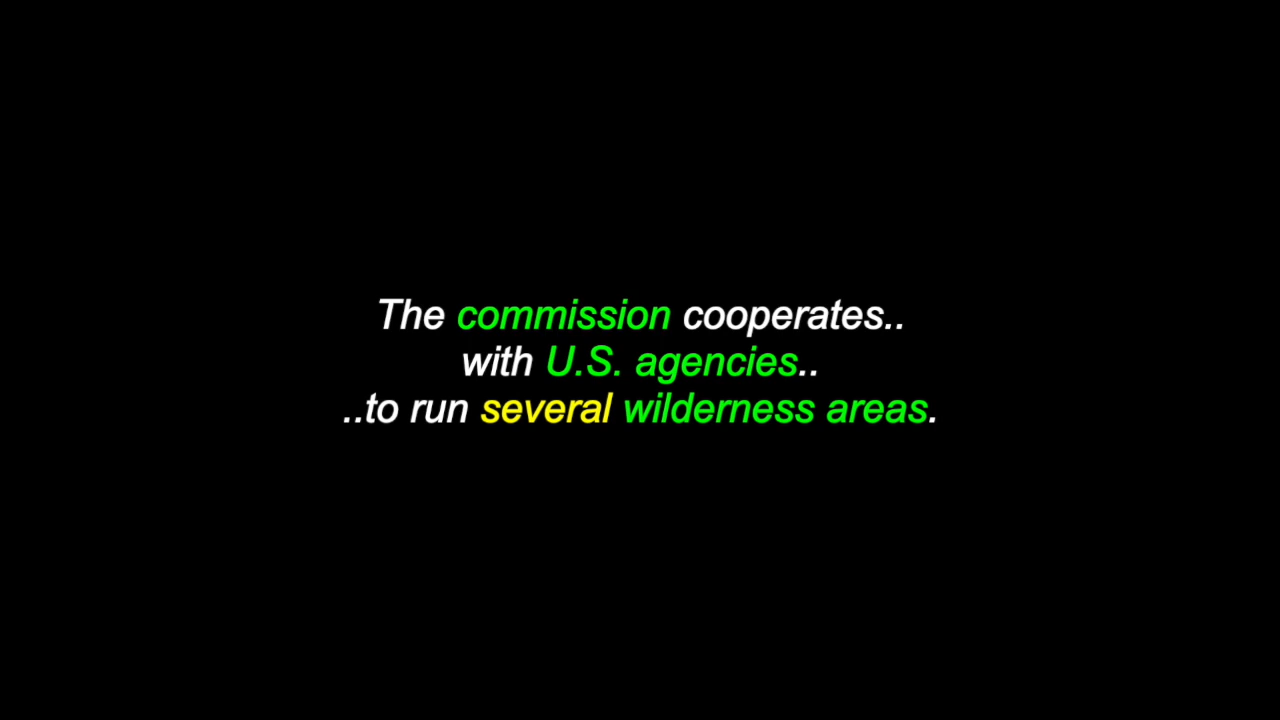 The commission cooperates..
with U.S. agencies..
..to run several wilderness areas.